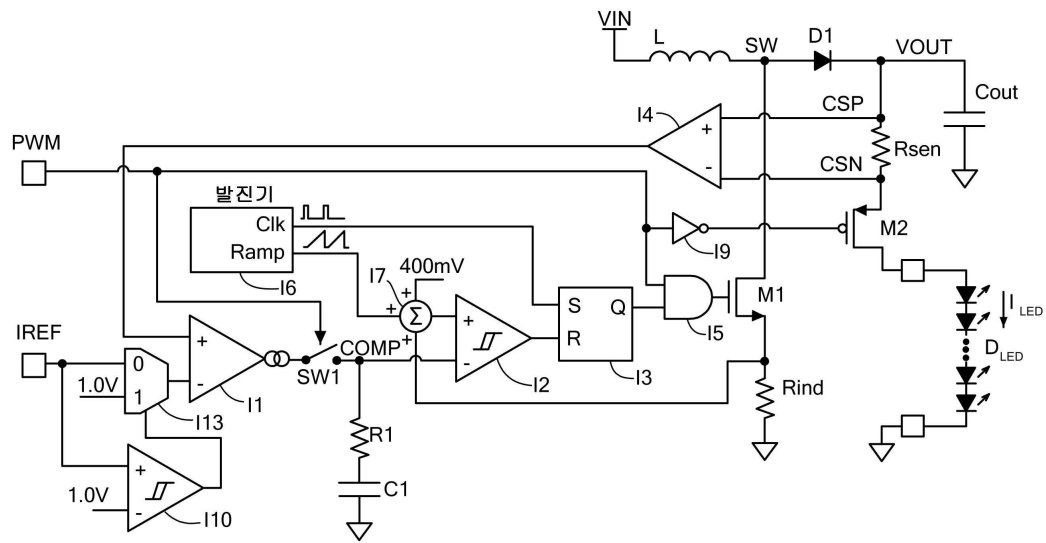 VIN
L
SW
D1
VOUT
Cout
I4
+
-
CSP
CSN
Rsen
PWM
발진기
Clk
Ramp
I6
I9
M2
400mV
I7
+
+
+
Σ
S
R
Q
I3
I5
M1
I LED
DLED
IREF
0
1
1.0V
I13
+
-
I1
SW1
COMP
+
-
I2
R1
C1
Rind
+
-
1.0V
I10